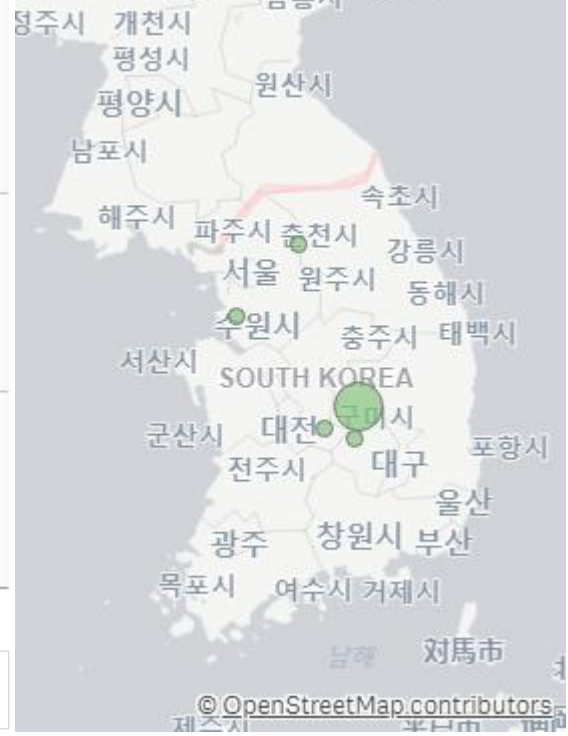 정주시 개천시
평성시
원산시
평양시
남포시
속초시
해주시 파주시 춘천시
강릉시
서울 원주시
동해시
수원시 충주시 태백시
서산시
SOUTH KOREA
구미시
대전
군산시 포항시
대구
전주시
울산
창원시 부산
광주
목포시 여수시 거제시
남해
対馬市
© OpenStreetMap contributors